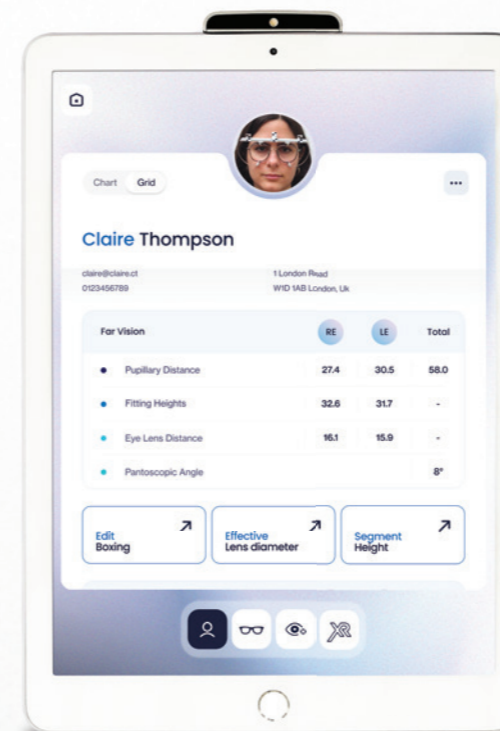 Chart Grid
Claire Thompson
claire@claire.ct 1 London Road
0123456789 W1D 1AB London, Uk
Far Vision RE LE Total
Pupillary Distance 27.4 30.5 58.0
Fitting Heights 32.6 31.7 -
Eye Lens Distance 16.1 15.9 -
Pantoscopic Angle 8°
Edit Effective Segment
Boxing Lens diameter Height
XR